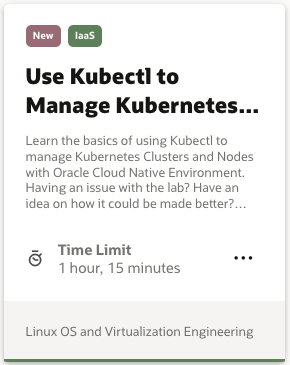 New IaaS
Use Kubectl to
Manage Kubernetes...
Learn the basics of using Kubectl to
manage Kubernetes Clusters and Nodes
with Oracle Cloud Native Environment.
Having an issue with the lab? Have an
idea on how it could be made better?...
Time Limit
1 hour, 15 minutes
Linux OS and Virtualization Engineering